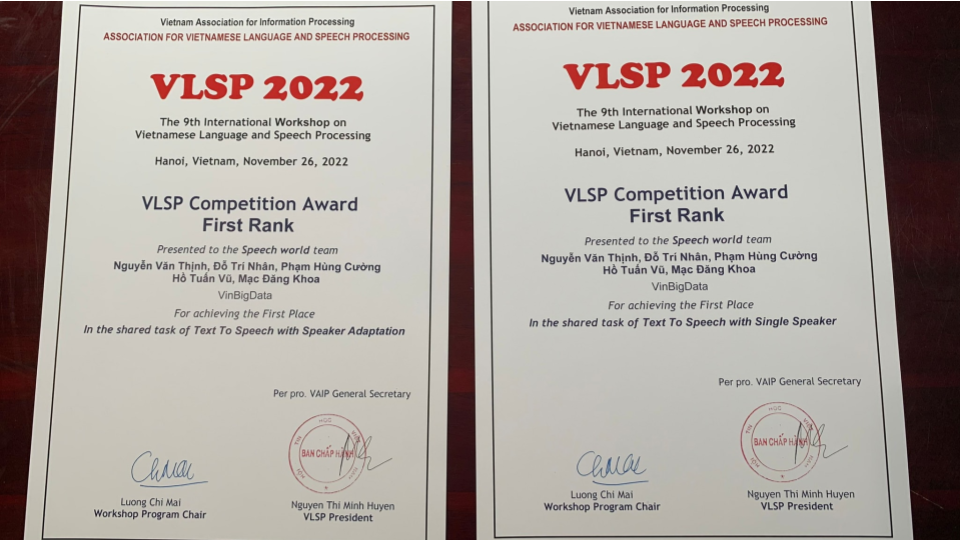 Vietnam Association for Information Processing
ASSOCIATION FOR VIETNAMESE LANGUAGE AND SPEECH PROCESSING
VLSP 2022
The 9th International Workshop on
Vietnamese Language and Speech Processing
Hanoi, Vietnam, November 26, 2022
VLSP Competition Award
First Rank
Presented to the Speech world team
Nguyễn Văn Thịnh, Đỗ Trí Nhân, Phạm Hùng Cường
Hồ Tuấn Vũ, Mạc Đăng Khoa
VinBigData
For achieving the First Place
In the shared task of Text To Speech with Speaker Adaptation
Per pro. VAIP General Secretary
BAN CHẤP HÀNH
Luong Chi Mai
Workshop Program Chair
Nguyen Thi Minh Huyen
VLSP President
Vietnam Association for Information Processing
ASSOCIATION FOR VIETNAMESE LANGUAGE AND SPEECH PROCESSING
VLSP 2022
The 9th International Workshop on
Vietnamese Language and Speech Processing
Hanoi, Vietnam, November 26, 2022
VLSP Competition Award
First Rank
Presented to the Speech world team
Nguyễn Văn Thịnh, Đỗ Trí Nhân, Phạm Hùng Cường
Hồ Tuấn Vũ, Mạc Đăng Khoa
VinBigData
For achieving the First Place
In the shared task of Text To Speech with Single Speaker
Per pro. VAIP General Secretary
BAN CHẤP HÀNH
Luong Chi Mai
Workshop Program Chair
Nguyen Thi Minh Huyen
VLSP President